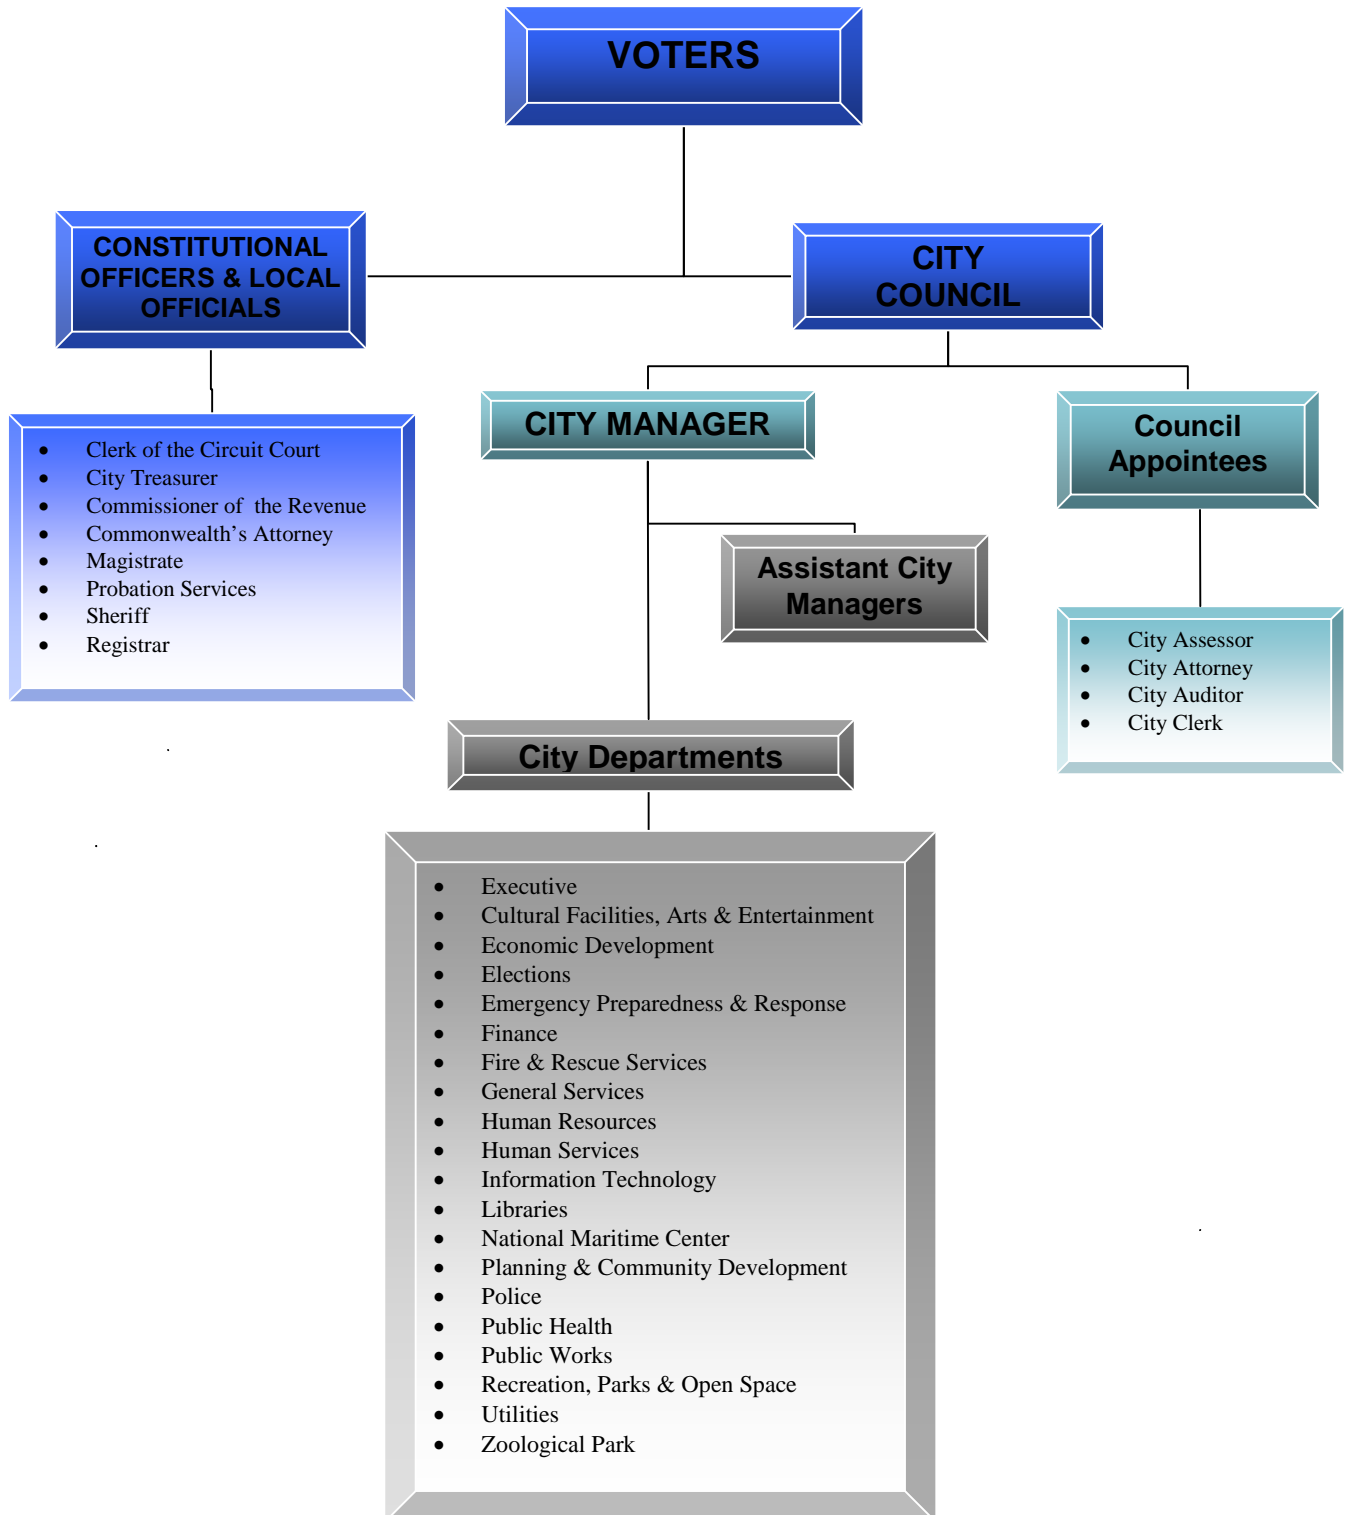 VOTERS
CONSTITUTIONAL
OFFICERS & LOCAL
OFFICIALS
CITY
COUNCIL
CITY MANAGER
Council
Appointees
• Clerk of the Circuit Court
• City Treasurer
• Commissioner of  the Revenue
• Commonwealth’s Attorney
• Magistrate
• Probation Services
• Sheriff
• Registrar
Assistant City
Managers
• City Assessor
• City Attorney
• City Auditor
• City Clerk
City Departments
• Executive
• Cultural Facilities, Arts & Entertainment
• Economic Development
• Elections
• Emergency Preparedness & Response
• Finance
• Fire & Rescue Services
• General Services
• Human Resources
• Human Services
• Information Technology
• Libraries
• National Maritime Center
• Planning & Community Development
• Police
• Public Health
• Public Works
• Recreation, Parks & Open Space
• Utilities
• Zoological Park